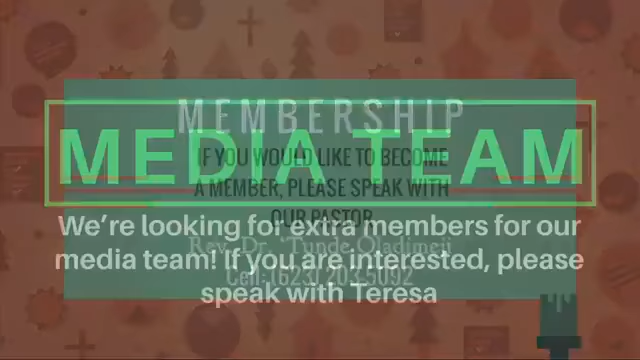 MEMBERSHIP
MEDIA TEAM
IF YOU WOULD LIKE TO BECOME
A MEMBER, PLEASE SPEAK WITH
OUR PASTOR
Rev. Dr. 'Tunde Oladimeji
Cell: (623) 203-5092
We're looking for extra members for our
media team! If you are interested, please
speak with Teresa